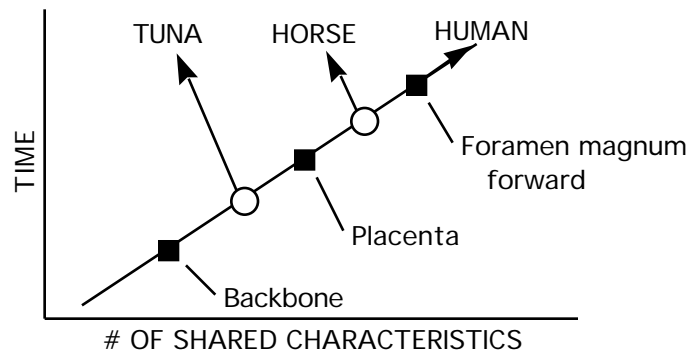 TUNA
HORSE
HUMAN
TIME
Foramen magnum
forward
Placenta
Backbone
# OF SHARED CHARACTERISTICS